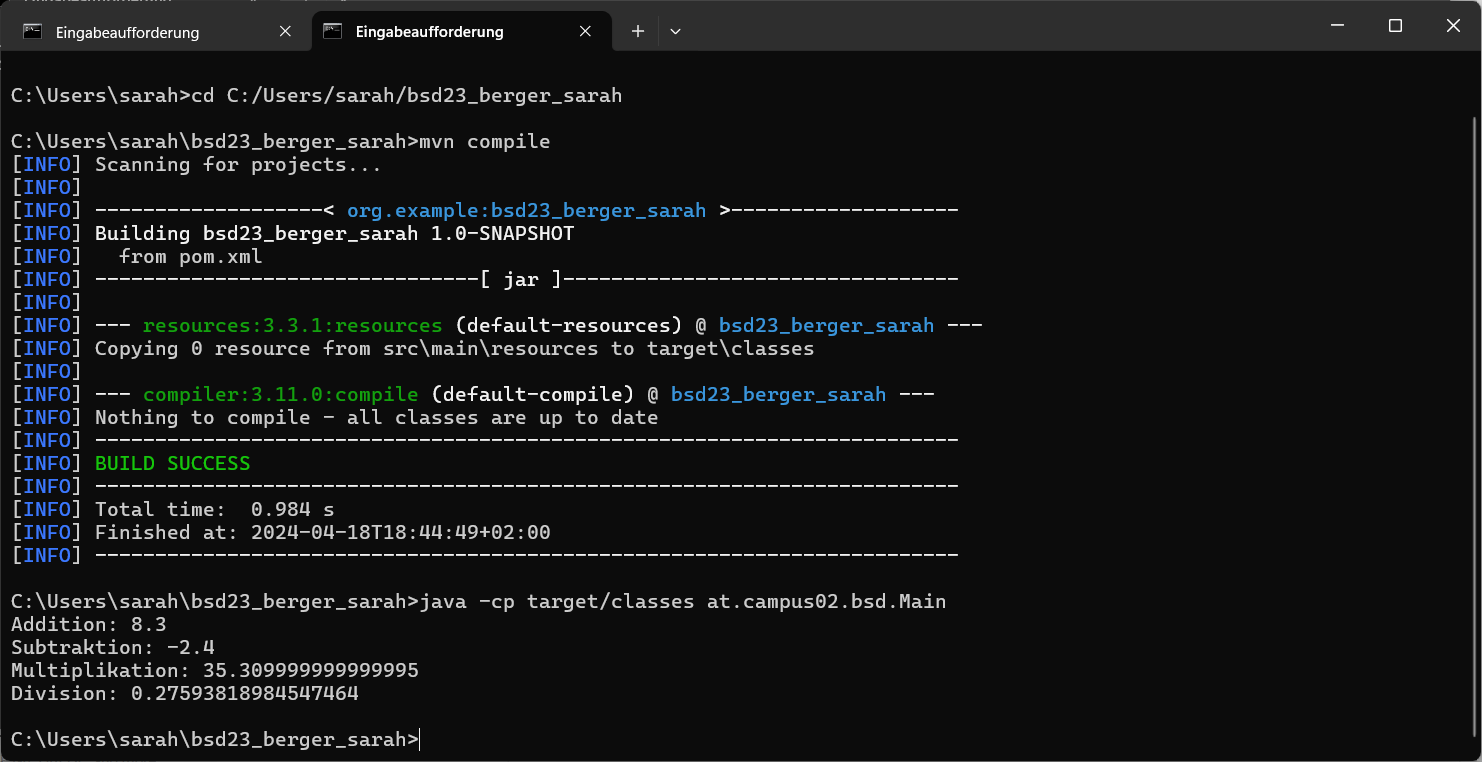 Eingabeaufforderung
Eingabeaufforderung
C:\Users\sarah>cd C:/Users/sarah/bsd23_berger_sarah
C:\Users\sarah\bsd23_berger_sarah>mvn compile
[INFO] Scanning for projects...
[INFO]
[INFO] -------------------< org.example:bsd23_berger_sarah >-------------------
[INFO] Building bsd23_berger_sarah 1.0-SNAPSHOT
[INFO]   from pom.xml
[INFO] --------------------------------[ jar ]---------------------------------
[INFO]
[INFO] --- resources:3.3.1:resources (default-resources) @ bsd23_berger_sarah ---
[INFO] Copying 0 resource from src\main\resources to target\classes
[INFO]
[INFO] --- compiler:3.11.0:compile (default-compile) @ bsd23_berger_sarah ---
[INFO] Nothing to compile - all classes are up to date
[INFO] ------------------------------------------------------------------------
[INFO] BUILD SUCCESS
[INFO] ------------------------------------------------------------------------
[INFO] Total time:  0.984 s
[INFO] Finished at: 2024-04-18T18:44:49+02:00
[INFO] ------------------------------------------------------------------------
C:\Users\sarah\bsd23_berger_sarah>java -cp target/classes at.campus02.bsd.Main
Addition: 8.3
Subtraktion: -2.4
Multiplikation: 35.309999999999995
Division: 0.27593818984547464
C:\Users\sarah\bsd23_berger_sarah>